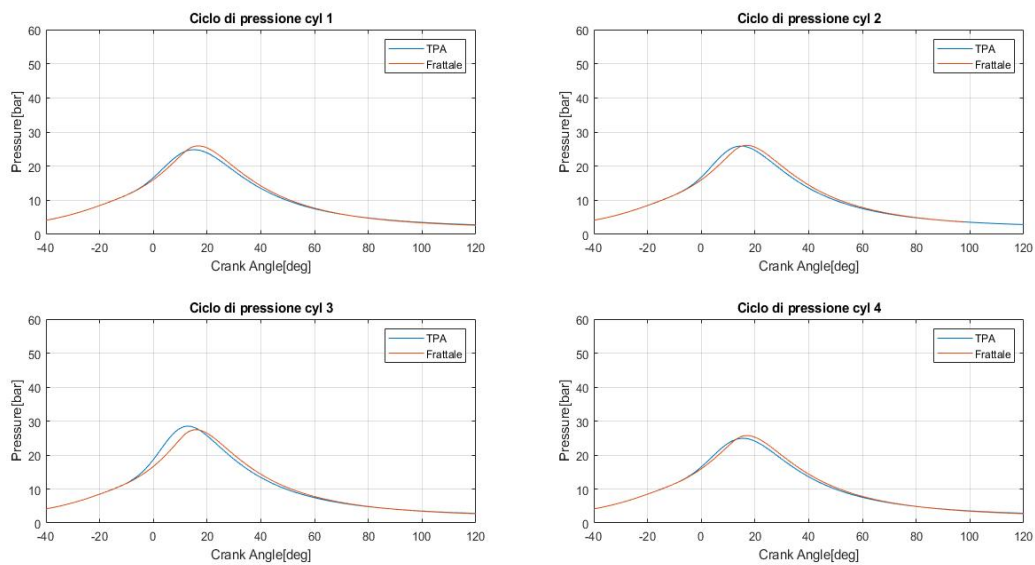 Ciclo di pressione cyl 1
60
50
40
30
20
10
0
Pressure[bar]
TPA
Frattale
-40 -20 0 20 40 60 80 100 120
Crank Angle[deg]
Ciclo di pressione cyl 2
60
50
40
30
20
10
0
Pressure[bar]
TPA
Frattale
-40 -20 0 20 40 60 80 100 120
Crank Angle[deg]
Ciclo di pressione cyl 3
60
50
40
30
20
10
0
Pressure[bar]
TPA
Frattale
-40 -20 0 20 40 60 80 100 120
Crank Angle[deg]
Ciclo di pressione cyl 4
60
50
40
30
20
10
0
Pressure[bar]
TPA
Frattale
-40 -20 0 20 40 60 80 100 120
Crank Angle[deg]